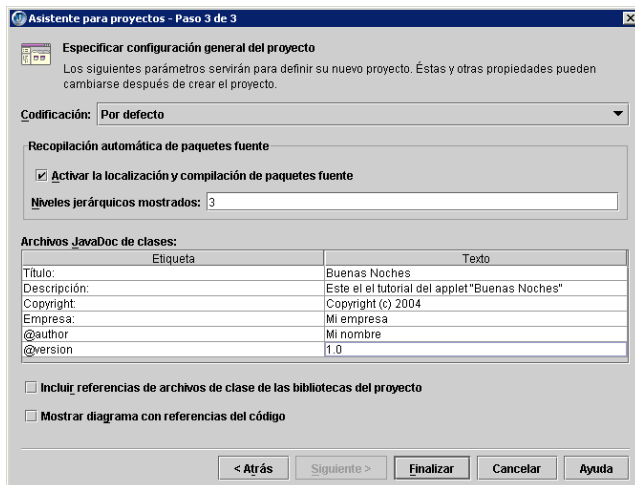 Asistente para proyectos - Paso 3 de 3
Especificar configuración general del proyecto
Los siguientes parámetros servirán para definir su nuevo proyecto. Éstas y otras propiedades pueden
cambiarse después de crear el proyecto.
Codificación: Por defecto
Recopilación automática de paquetes fuente
Activar la localización y compilación de paquetes fuente
Niveles jerárquicos mostrados: 3
Archivos JavaDoc de clases:
Etiqueta Texto
Título: Buenas Noches
Descripción: Este el el tutorial del applet "Buenas Noches"
Copyright: Copyright (c) 2004
Empresa: Mi empresa
@author Mi nombre
@version 1.0
Incluir referencias de archivos de clase de las bibliotecas del proyecto
Mostrar diagrama con referencias del código
< Atrás Siguiente > Finalizar Cancelar Ayuda